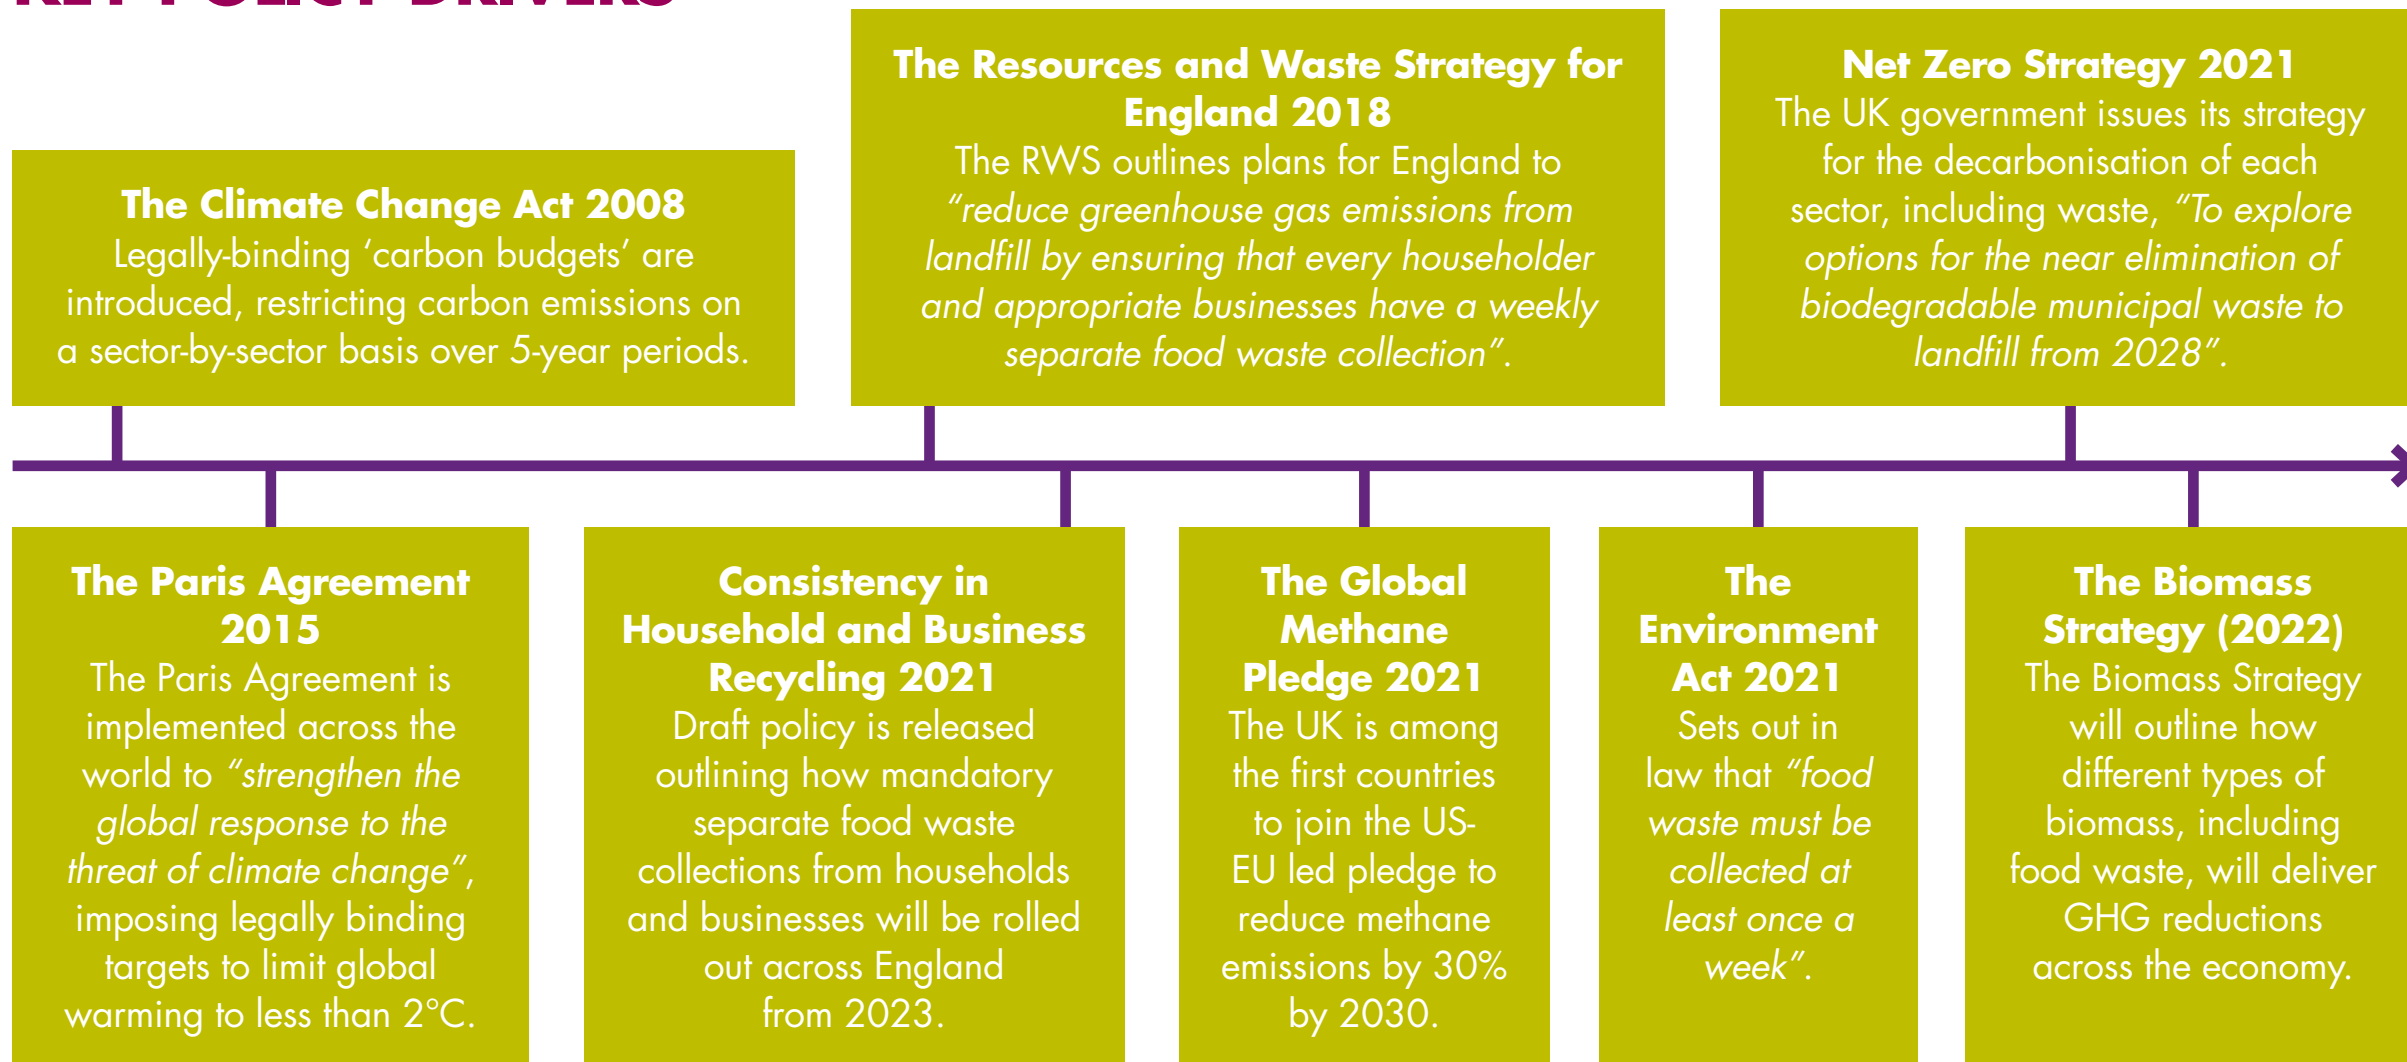 KEY POLICY DRIVERS
The Climate Change Act 2008
Legally-binding ‘carbon budgets’ are
introduced, restricting carbon emissions on
a sector-by-sector basis over 5-year periods.
The Resources and Waste Strategy for
England 2018
The RWS outlines plans for England to
“reduce greenhouse gas emissions from
landfill by ensuring that every householder
and appropriate businesses have a weekly
separate food waste collection”.
Net Zero Strategy 2021
The UK government issues its strategy
for the decarbonisation of each
sector, including waste, “To explore
options for the near elimination of
biodegradable municipal waste to
landfill from 2028”.
The Paris Agreement
2015
The Paris Agreement is
implemented across the
world to “strengthen the
global response to the
threat of climate change”,
imposing legally binding
targets to limit global
warming to less than 2°C.
Consistency in
Household and Business
Recycling 2021
Draft policy is released
outlining how mandatory
separate food waste
collections from households
and businesses will be rolled
out across England
from 2023.
The Global
Methane
Pledge 2021
The UK is among
the first countries
to join the US-
EU led pledge to
reduce methane
emissions by 30%
by 2030.
The
Environment
Act 2021
Sets out in
law that “food
waste must be
collected at
least once a
week”.
The Biomass
Strategy (2022)
The Biomass Strategy
will outline how
different types of
biomass, including
food waste, will deliver
GHG reductions
across the economy.